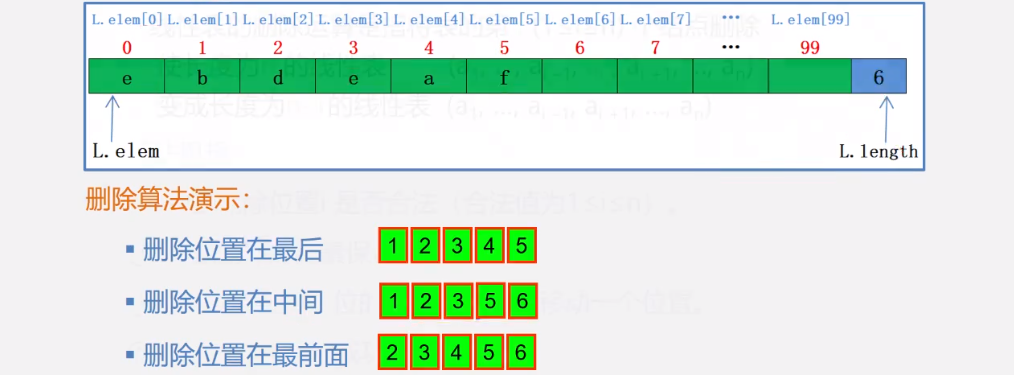 L.elem[0] L.elem[1] L.elem[2] L.elem[3] L.elem[4] L.elem[5] L.elem[6] L.elem[7] … L.elem[99]
0 1 2 3 4 5 6 7 … 99
e b d e a f 6
L.elem L.length
删除算法演示:
▪ 删除位置在最后 1 2 3 4 5
▪ 删除位置在中间 1 2 3 5 6
▪ 删除位置在最前面 2 3 4 5 6